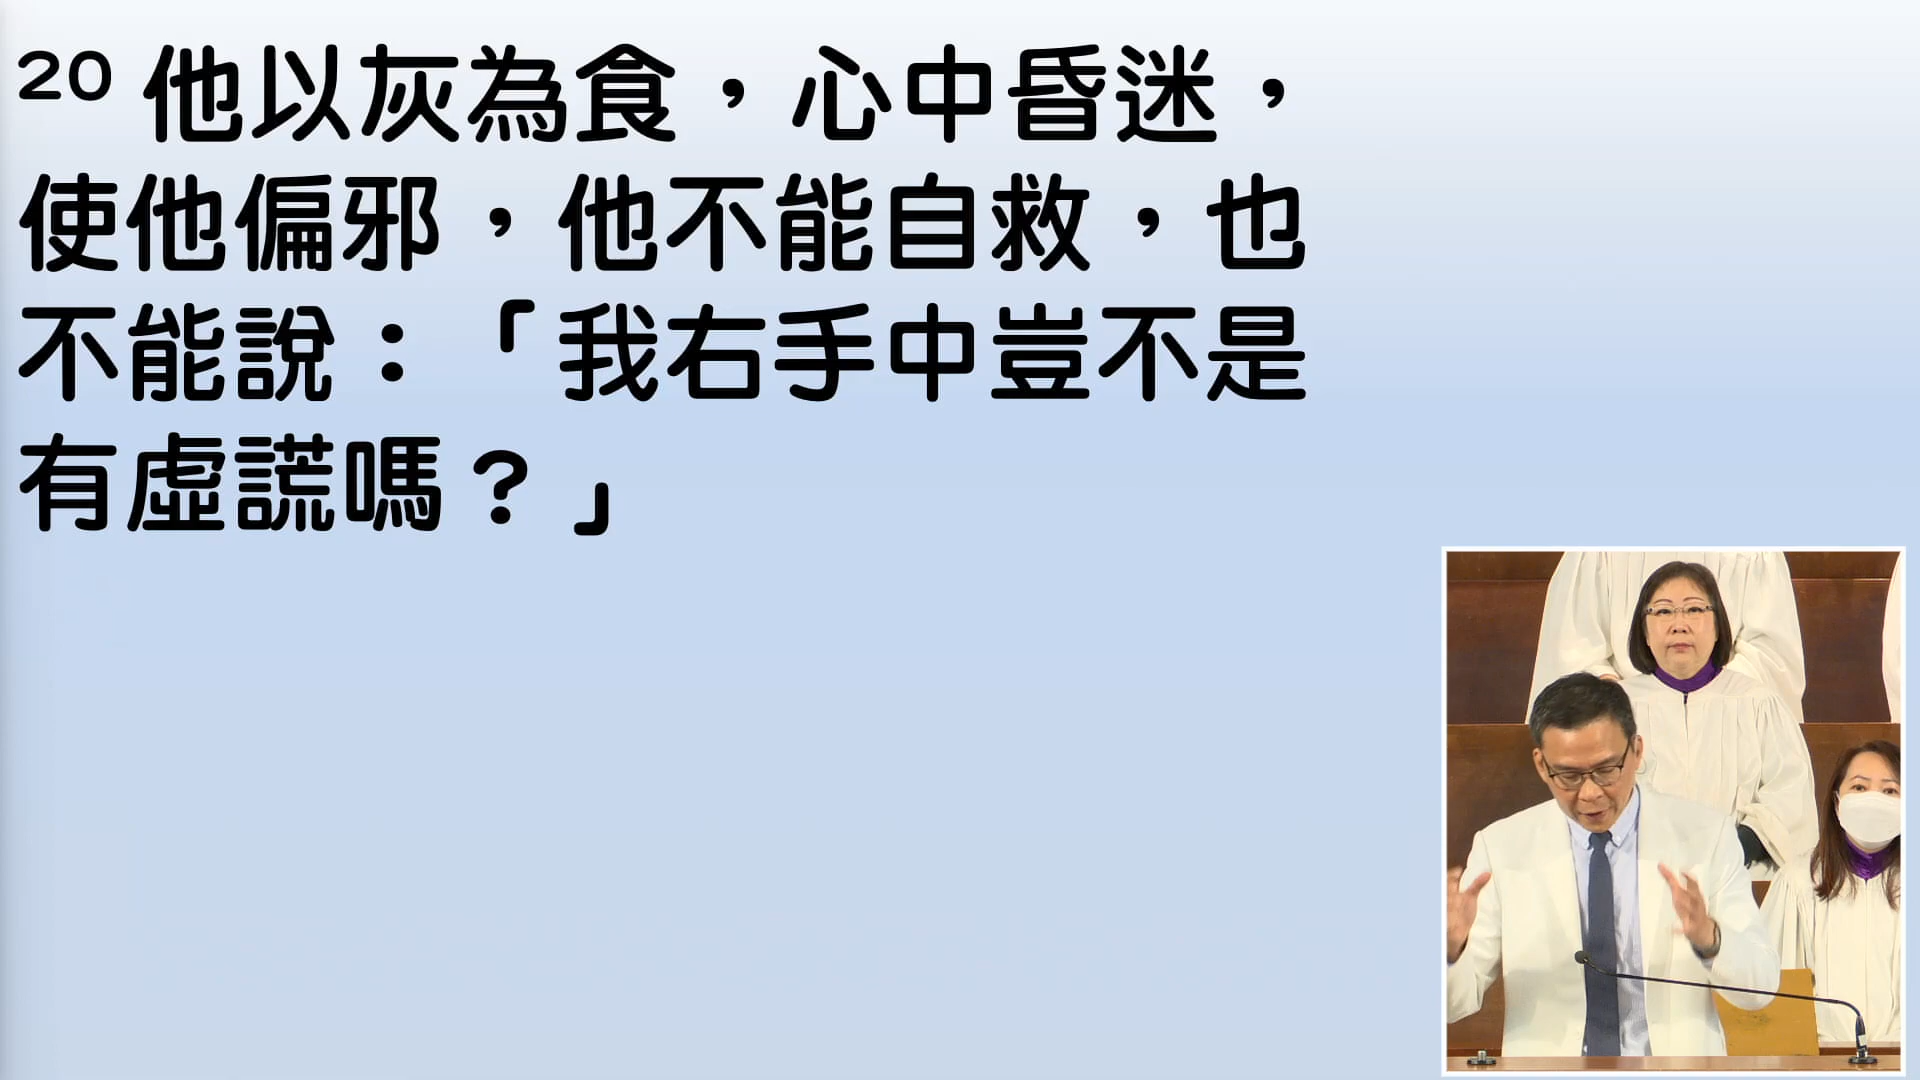 20 他以灰為食，心中昏迷，
使他偏邪，他不能自救，也
不能說：「我右手中豈不是
有虛謊嗎？」